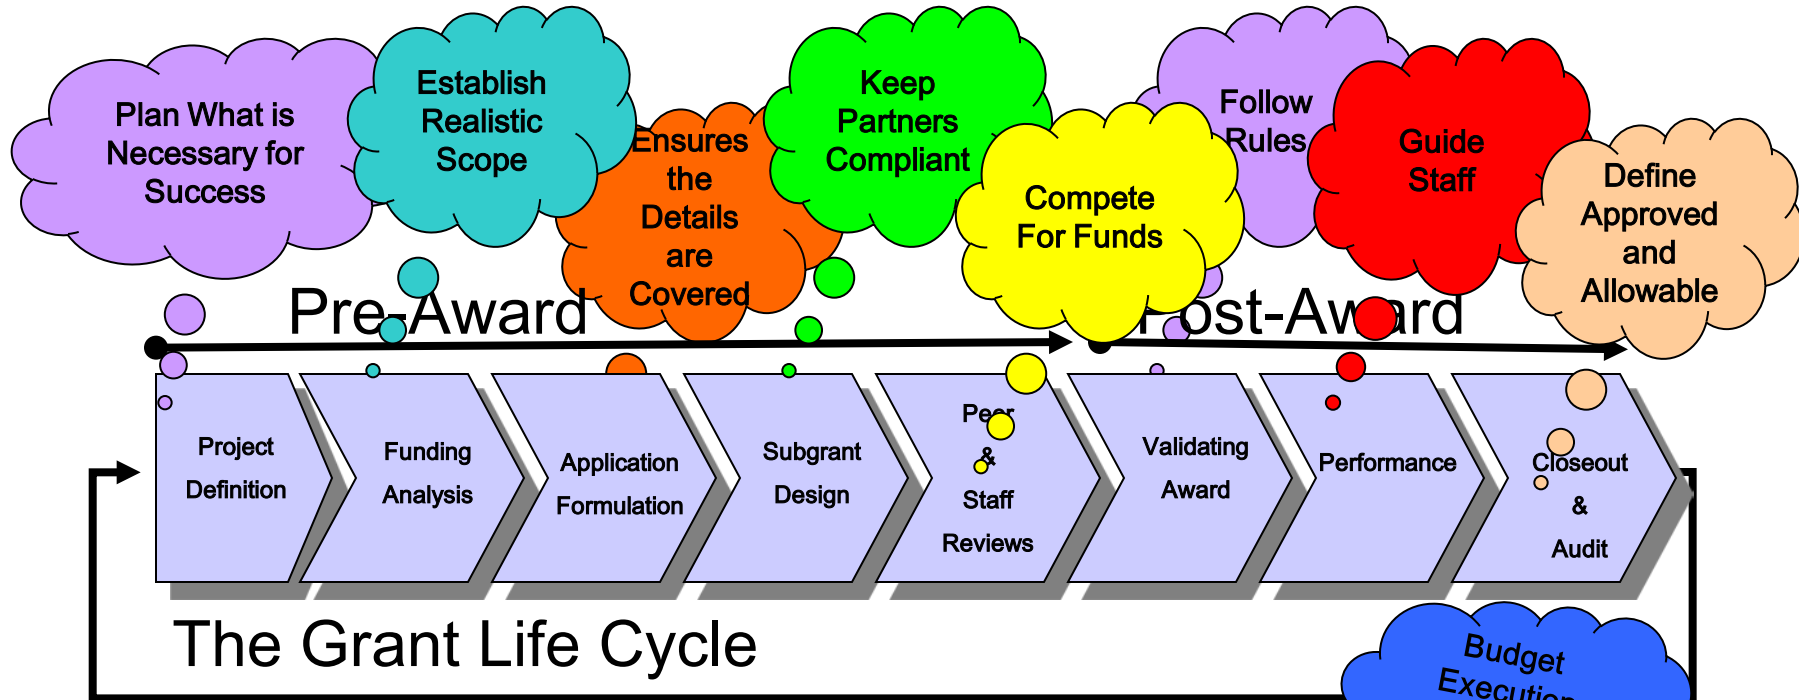 Plan What is
Necessary for
Success
Establish
Realistic
Scope
Ensures
the
Details
are
Covered
Keep
Partners
Compliant
Compete
For Funds
Follow
Rules
Guide
Staff
Define
Approved
and
Allowable
Pre-Award
Post-Award
Project
Definition
Funding
Analysis
Application
Formulation
Subgrant
Design
Peer
&
Staff
Reviews
Validating
Award
Performance
Closeout
&
Audit
The Grant Life Cycle
Budget
Execution